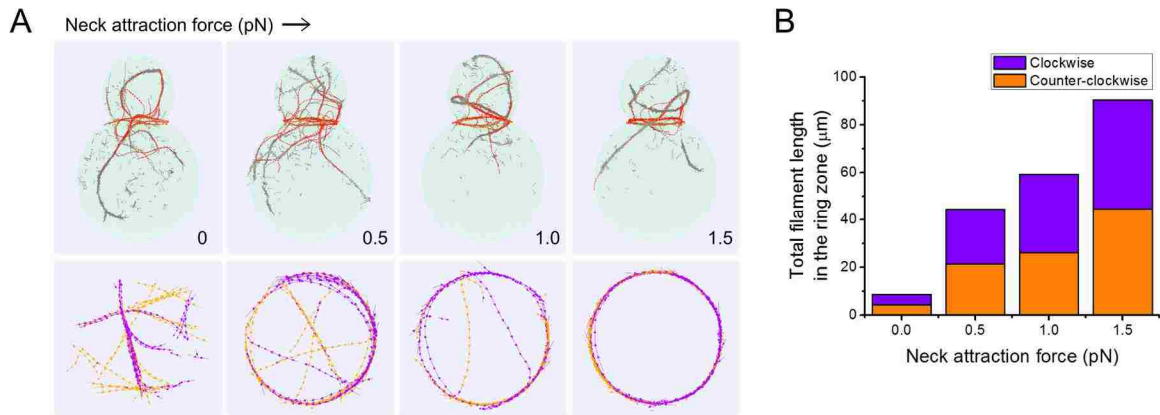 A
Neck attraction force (pN) →
0
0.5
1.0
1.5
B
Clockwise
Counter-clockwise
Total filament length
in the ring zone (μm)
100
80
60
40
20
0
0.0
0.5
1.0
1.5
Neck attraction force (pN)